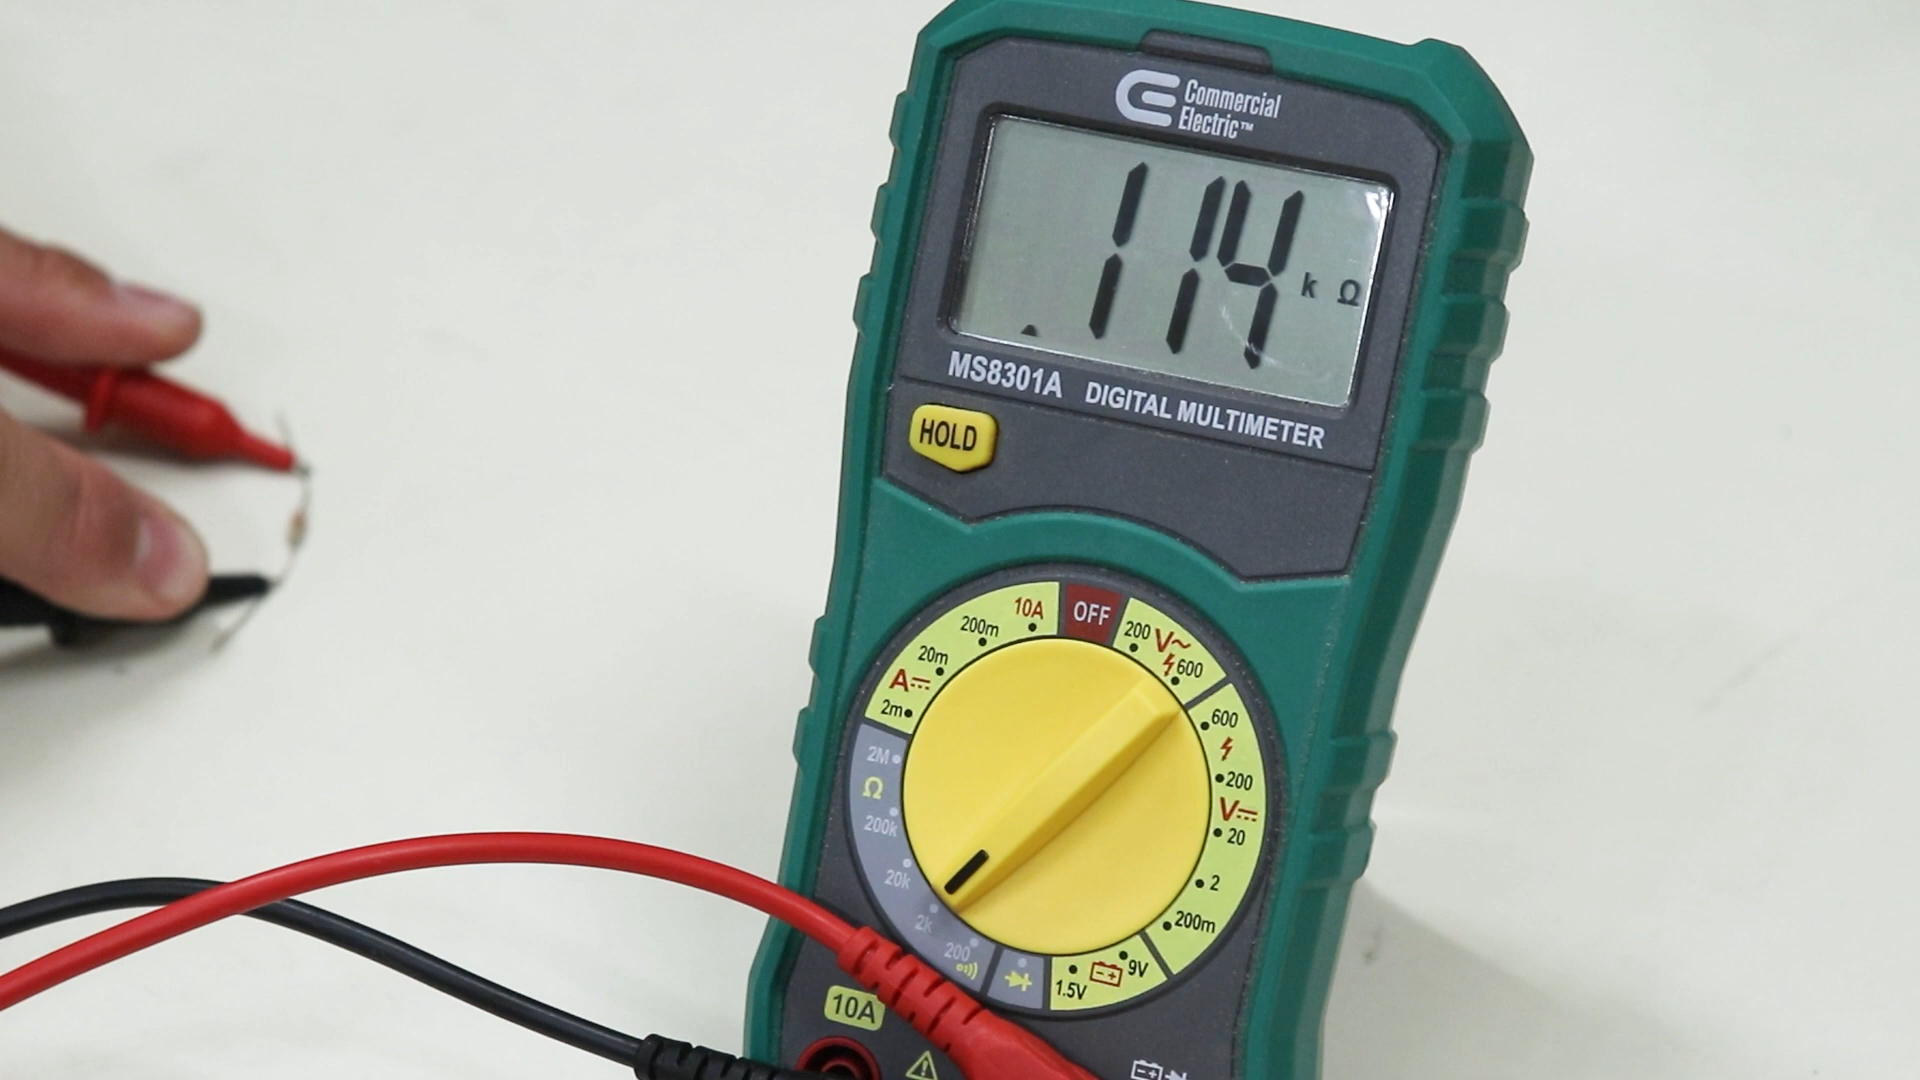 Commercial
Electric™
.114 k Ω
MS8301A DIGITAL MULTIMETER
HOLD
OFF
10A
200m
20m
A
2m
200
V~
600
600
200
V
20
2
200m
2M
Ω
200k
20k
2k
200
1.5V
9V
10A